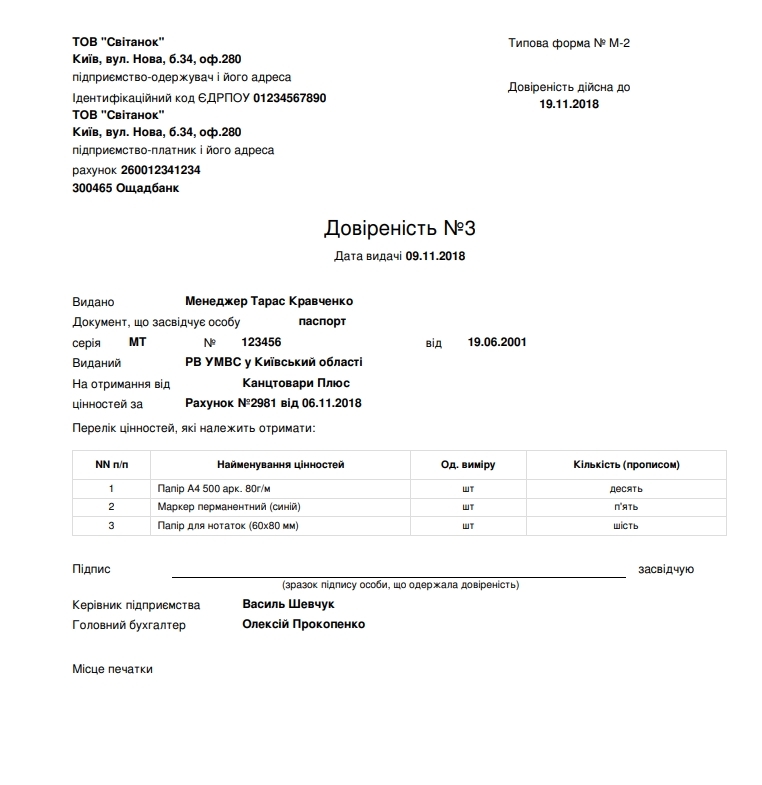 ТОВ "Світанок"
Типова форма № М-2
Київ, вул. Нова, б.34, оф.280
підприємство-одержувач і його адреса
Довіреність дійсна до
19.11.2018
Ідентифікаційний код ЄДРПОУ 01234567890
ТОВ "Світанок"
Київ, вул. Нова, б.34, оф.280
підприємство-платник і його адреса
рахунок 260012341234
300465 Ощадбанк
Довіреність №3
Дата видачі 09.11.2018
Видано Менеджер Тарас Кравченко
Документ, що засвідчує особу паспорт
серія МТ № 123456 від 19.06.2001
Виданий РВ УМВС у Київській області
На отримання від Канцтовари Плюс
цінностей за Рахунок №2981 від 06.11.2018
Перелік цінностей, які належить отримати:
NN п/п Найменування цінностей Од. виміру Кількість (прописом)
1 Папір А4 500 арк. 80г/м шт десять
2 Маркер перманентний (синій) шт п'ять
3 Папір для нотаток (60х80 мм) шт шість
Підпис засвідчую
(зразок підпису особи, що одержала довіреність)
Керівник підприємства Василь Шевчук
Головний бухгалтер Олексій Прокопенко
Місце печатки